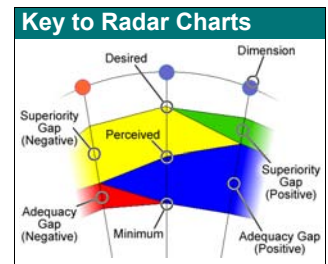 Key to Radar Charts
Desired
Dimension
Superiority
Gap
(Negative)
Perceived
Superiority
Gap
(Positive)
Adequacy
Gap
(Negative)
Minimum
Adequacy Gap
(Positive)